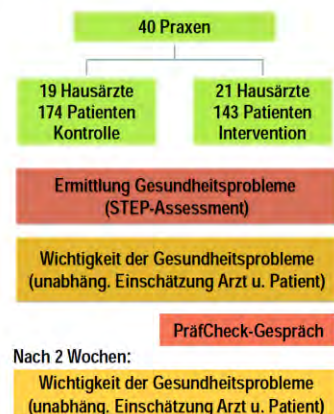 40 Praxen
19 Hausärzte
174 Patienten
Kontrolle
21 Hausärzte
143 Patienten
Intervention
Ermittlung Gesundheitsprobleme
(STEP-Assessment)
Wichtigkeit der Gesundheitsprobleme
(unabhäng. Einschätzung Arzt u. Patient)
PräfCheck-Gespräch
Nach 2 Wochen:
Wichtigkeit der Gesundheitsprobleme
(unabhäng. Einschätzung Arzt u. Patient)